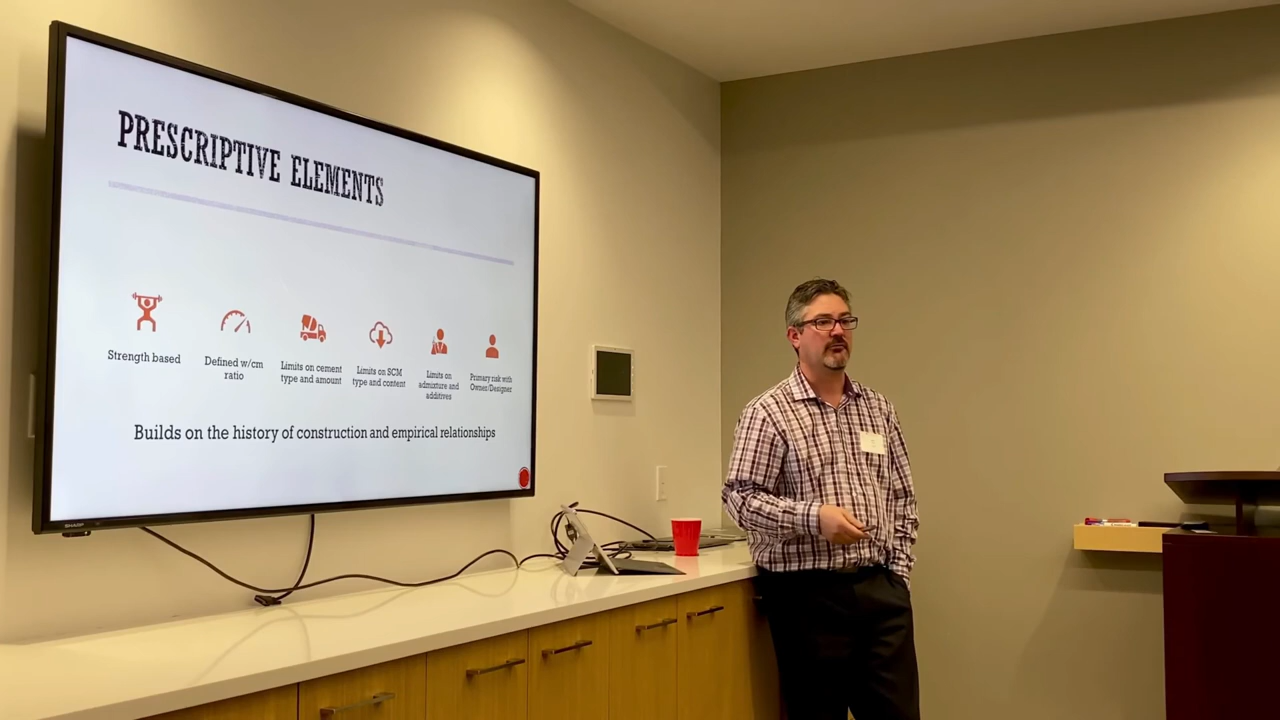 PRESCRIPTIVE ELEMENTS
Strength based
Defined w/cm
ratio
Limits on cement
type and amount
Limits on SCM
type and content
Limits on
admixture and
additives
Primary risk with
Owner/Designer
Builds on the history of construction and empirical relationships
SHARP